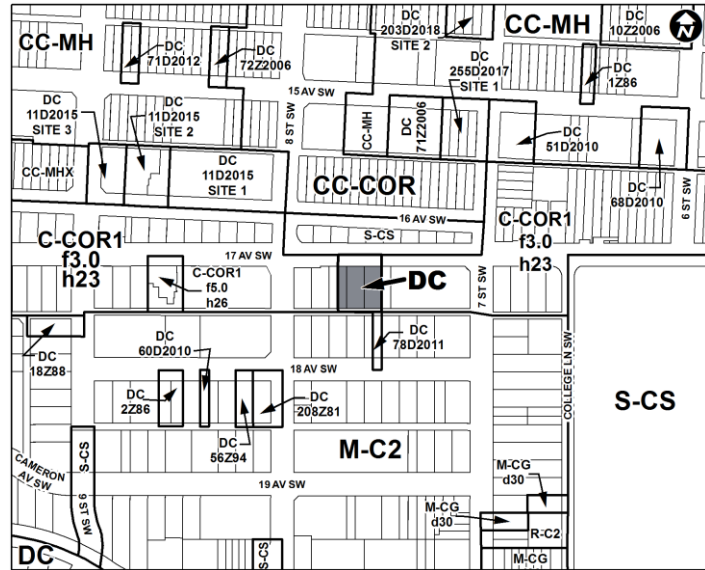 CC-MH
DC
71D2012
DC
72Z2006
DC
203D2018
SITE 2
CC-MH
DC
10Z2006
N
DC
255D2017
SITE 1
DC
1Z86
15 AV SW
8 ST SW
DC
11D2015
SITE 3
DC
11D2015
SITE 2
CC-MH
DC
71Z2006
DC
51D2010
CC-MHX
DC
11D2015
SITE 1
CC-COR
DC
68D2010
6 ST SW
16 AV SW
S-CS
C-COR1
f3.0
h23
C-COR1
f3.0
h23
17 AV SW
C-COR1
f5.0
h26
DC
7 ST SW
DC
18Z88
DC
60D2010
DC
78D2011
18 AV SW
DC
2Z86
DC
208Z81
DC
56Z94
COLLEGE LN SW
S-CS
M-C2
S-CS
CAMERON
AV SW
9 ST SW
19 AV SW
M-CG
d30
M-CG
d30
R-C2
DC
S-CS
M-CG